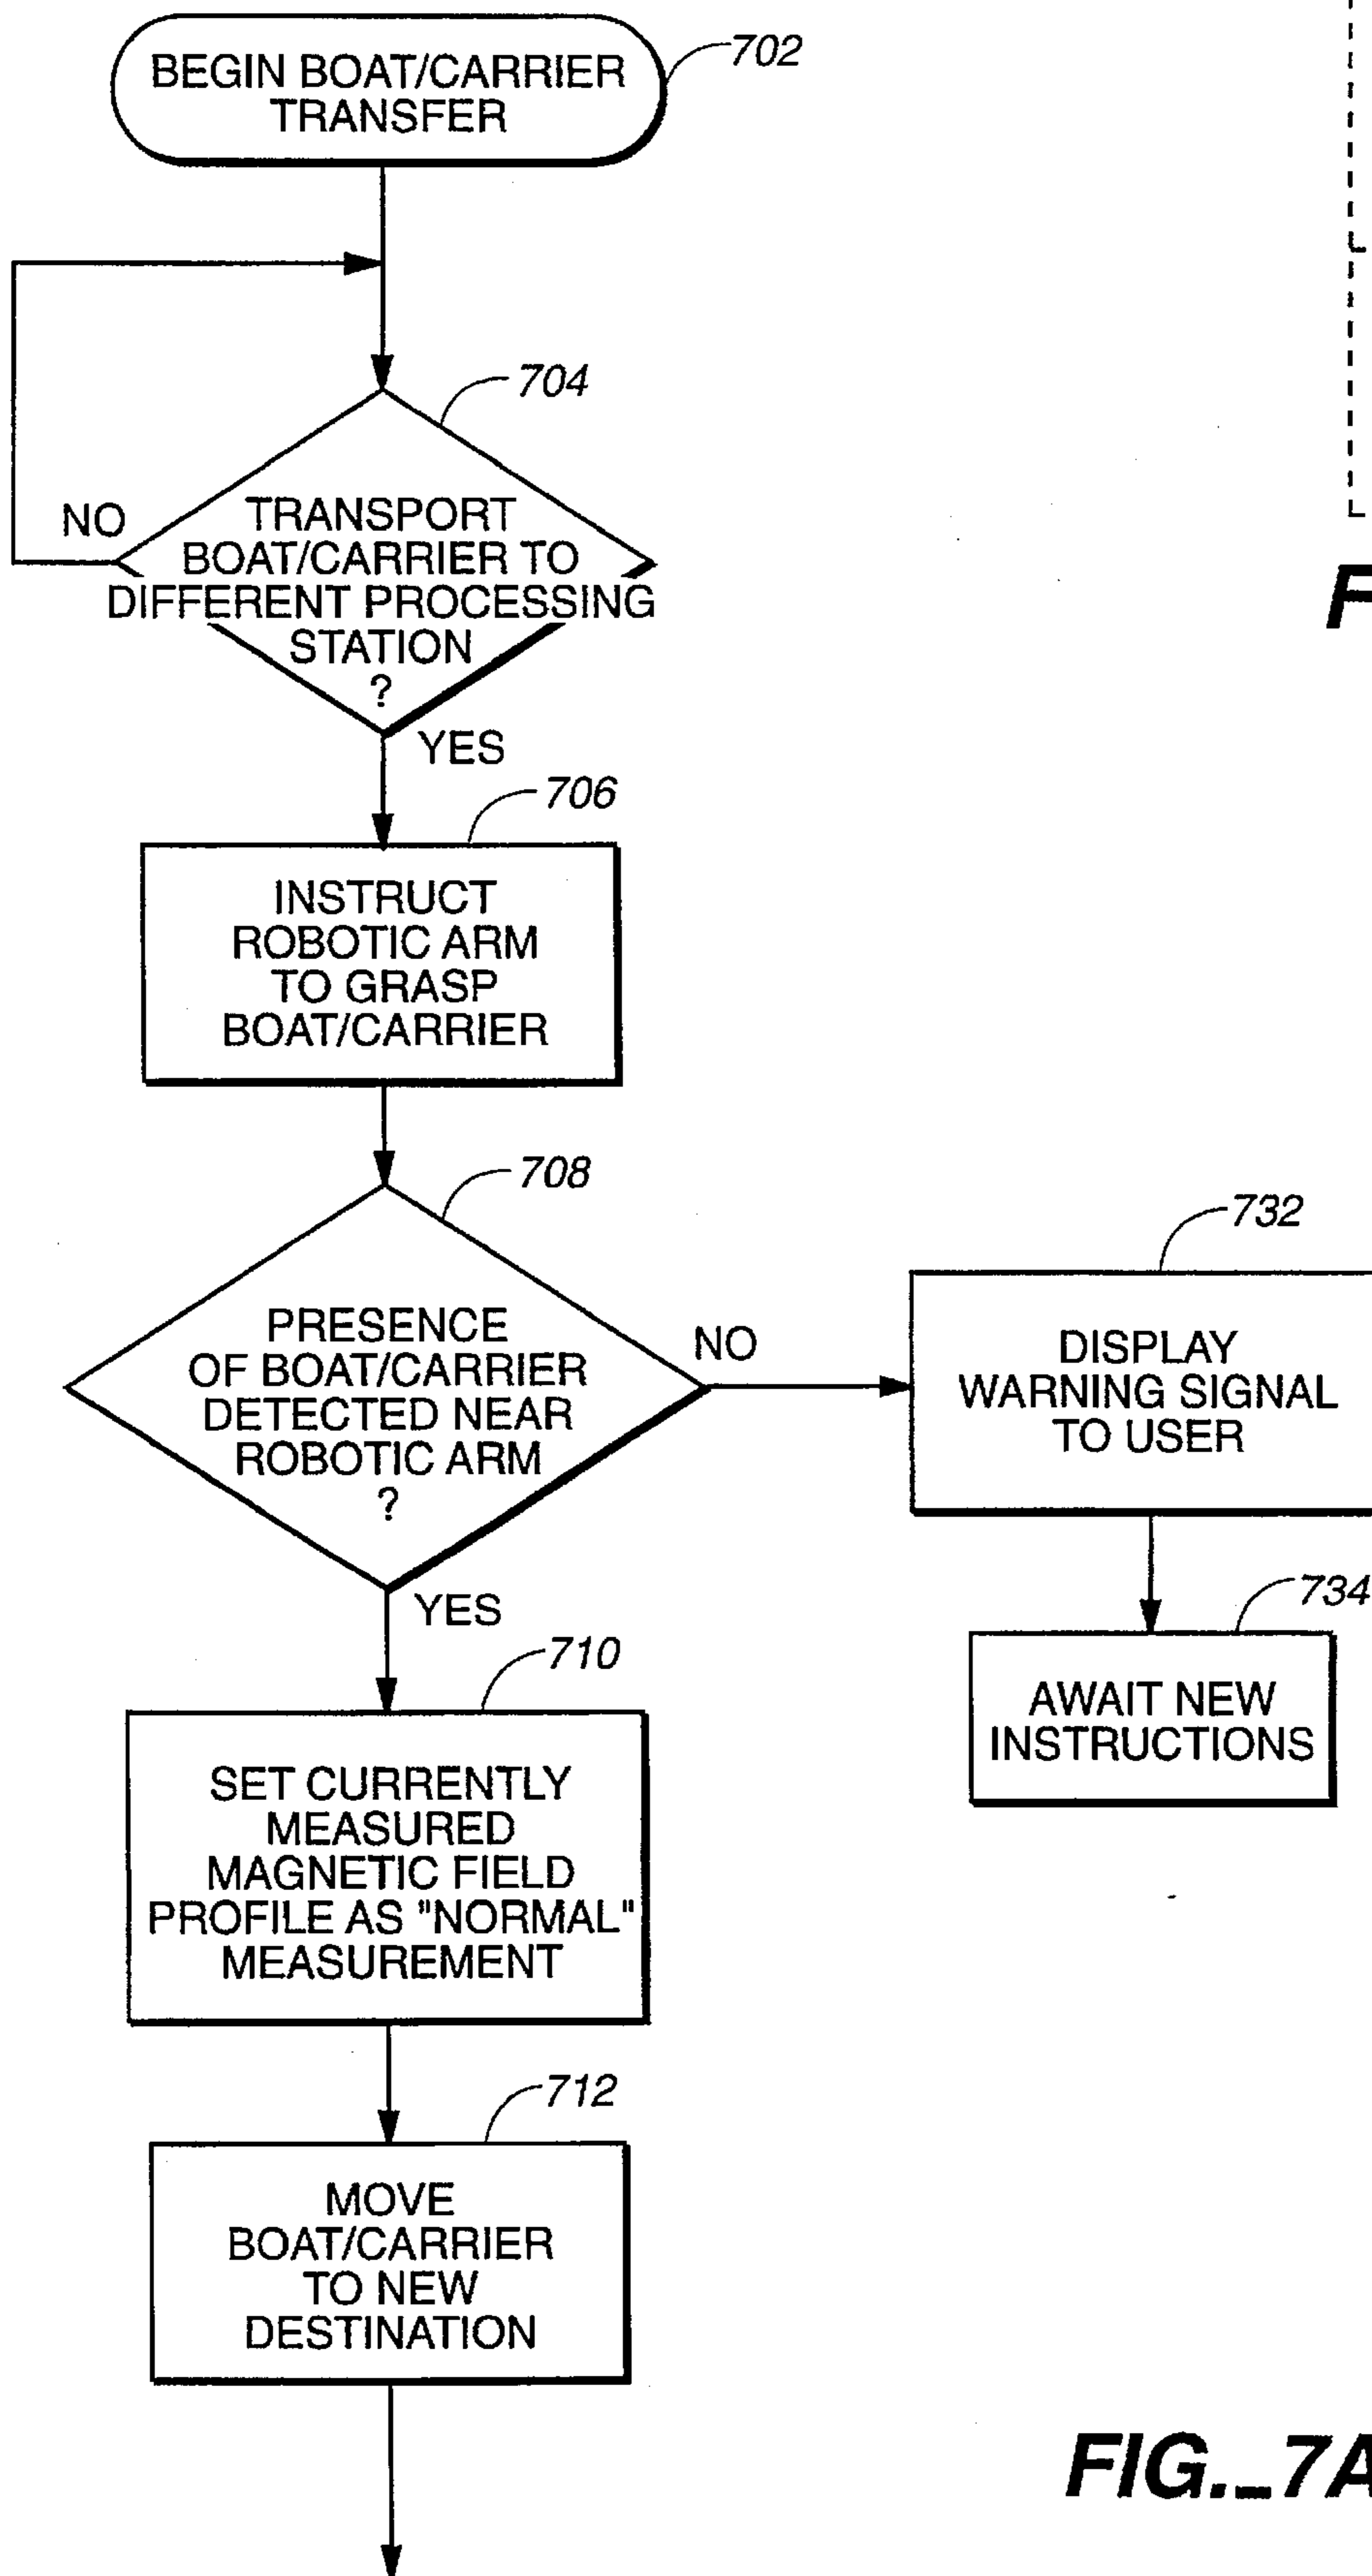 BEGIN BOAT/CARRIER
TRANSFER
702
704
NO
TRANSPORT
BOAT/CARRIER TO
DIFFERENT PROCESSING
STATION
?
YES
706
INSTRUCT
ROBOTIC ARM
TO GRASP
BOAT/CARRIER
708
PRESENCE
OF BOAT/CARRIER
DETECTED NEAR
ROBOTIC ARM
?
NO
732
DISPLAY
WARNING SIGNAL
TO USER
734
AWAIT NEW
INSTRUCTIONS
YES
710
SET CURRENTLY
MEASURED
MAGNETIC FIELD
PROFILE AS "NORMAL"
MEASUREMENT
712
MOVE
BOAT/CARRIER
TO NEW
DESTINATION
FIG._7A